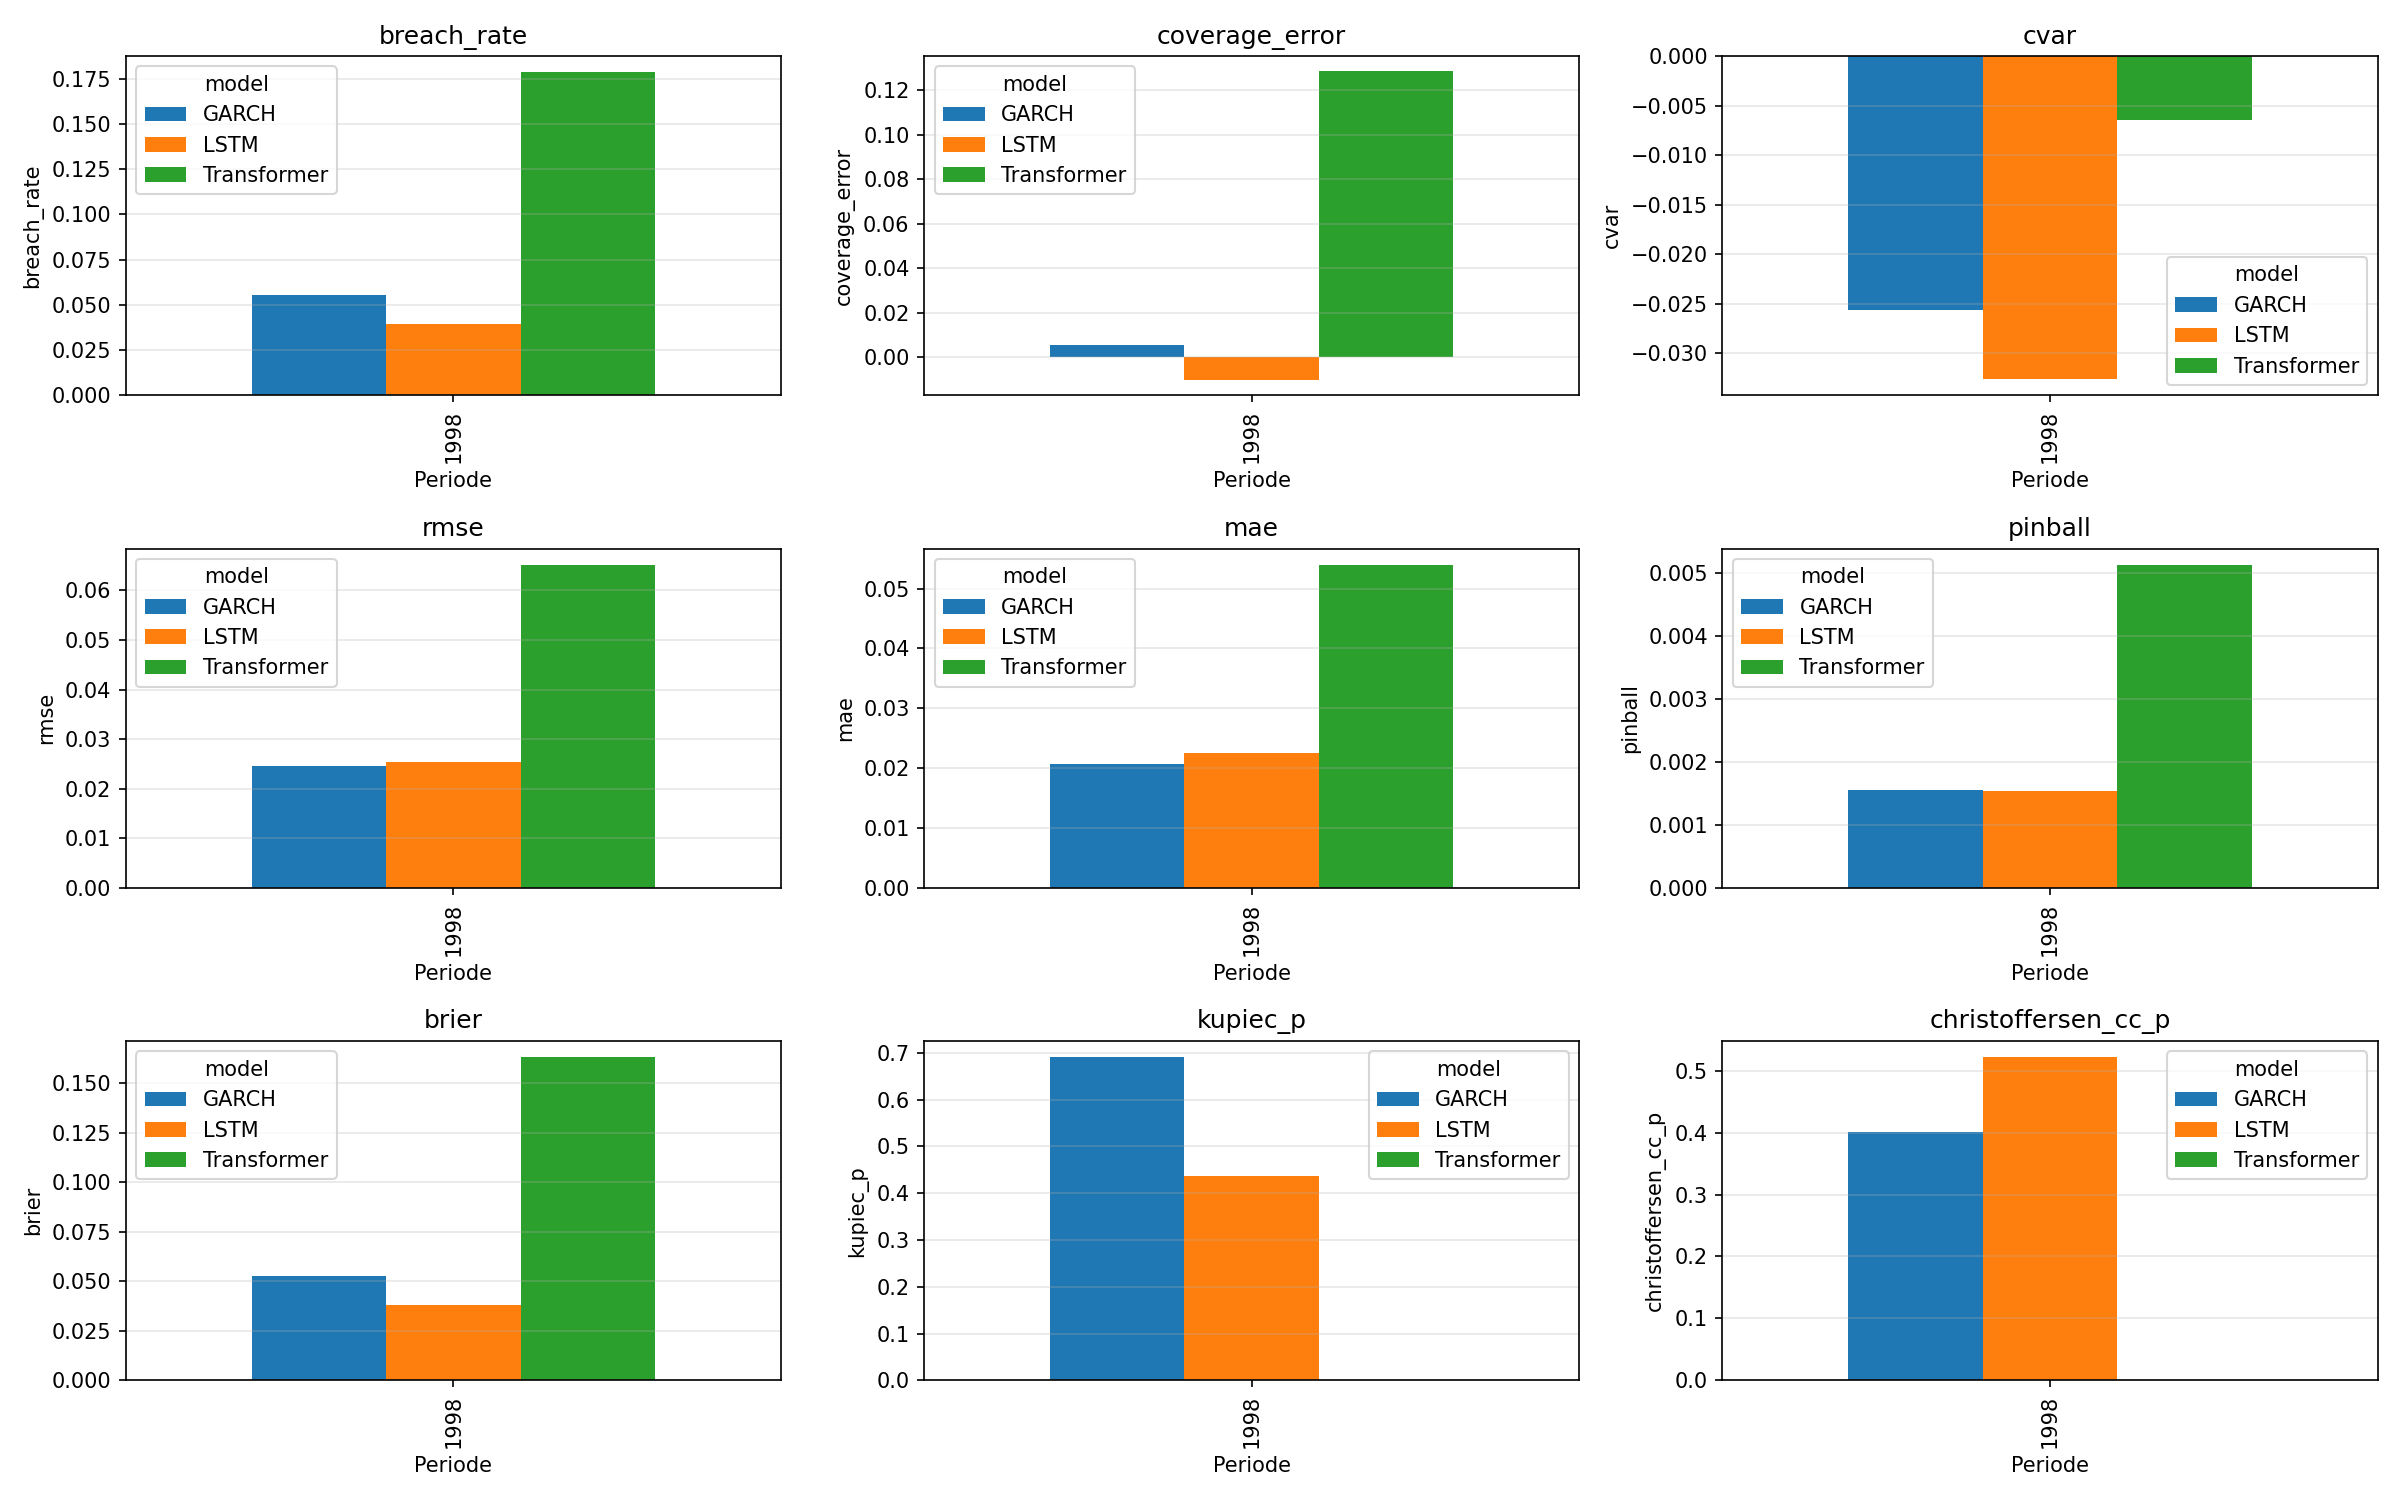 breach_rate
0.175
0.150
0.125
0.100
0.075
0.050
0.025
0.000
breach_rate
model
GARCH
LSTM
Transformer
1998
Periode
coverage_error
0.12
0.10
0.08
0.06
0.04
0.02
0.00
coverage_error
model
GARCH
LSTM
Transformer
1998
Periode
cvar
0.000
−0.005
−0.010
−0.015
−0.020
−0.025
−0.030
cvar
model
GARCH
LSTM
Transformer
1998
Periode
rmse
0.06
0.05
0.04
0.03
0.02
0.01
0.00
rmse
model
GARCH
LSTM
Transformer
1998
Periode
mae
0.05
0.04
0.03
0.02
0.01
0.00
mae
model
GARCH
LSTM
Transformer
1998
Periode
pinball
0.005
0.004
0.003
0.002
0.001
0.000
pinball
model
GARCH
LSTM
Transformer
1998
Periode
brier
0.150
0.125
0.100
0.075
0.050
0.025
0.000
brier
model
GARCH
LSTM
Transformer
1998
Periode
kupiec_p
0.7
0.6
0.5
0.4
0.3
0.2
0.1
0.0
kupiec_p
model
GARCH
LSTM
Transformer
1998
Periode
christoffersen_cc_p
0.5
0.4
0.3
0.2
0.1
0.0
christoffersen_cc_p
model
GARCH
LSTM
Transformer
1998
Periode